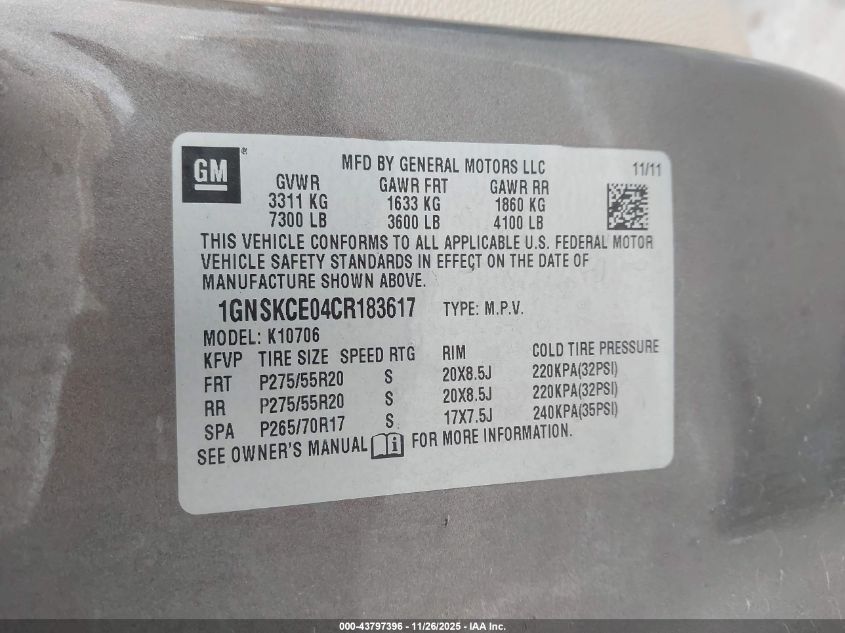 GM® MFD BY GENERAL MOTORS LLC 11/11
GVWR GAWR FRT GAWR RR
3311 KG 1633 KG 1860 KG
7300 LB 3600 LB 4100 LB
THIS VEHICLE CONFORMS TO ALL APPLICABLE U.S. FEDERAL MOTOR
VEHICLE SAFETY STANDARDS IN EFFECT ON THE DATE OF
MANUFACTURE SHOWN ABOVE.
1GNSKCE04CR183617 TYPE: M.P.V.
MODEL: K10706
KFVP TIRE SIZE SPEED RTG RIM COLD TIRE PRESSURE
FRT P275/55R20 S 20X8.5J 220KPA(32PSI)
RR P275/55R20 S 20X8.5J 220KPA(32PSI)
SPA P265/70R17 S 17X7.5J 240KPA(35PSI)
SEE OWNER'S MANUAL i FOR MORE INFORMATION.
000-43797396 - 11/26/2025 - IAA Inc.